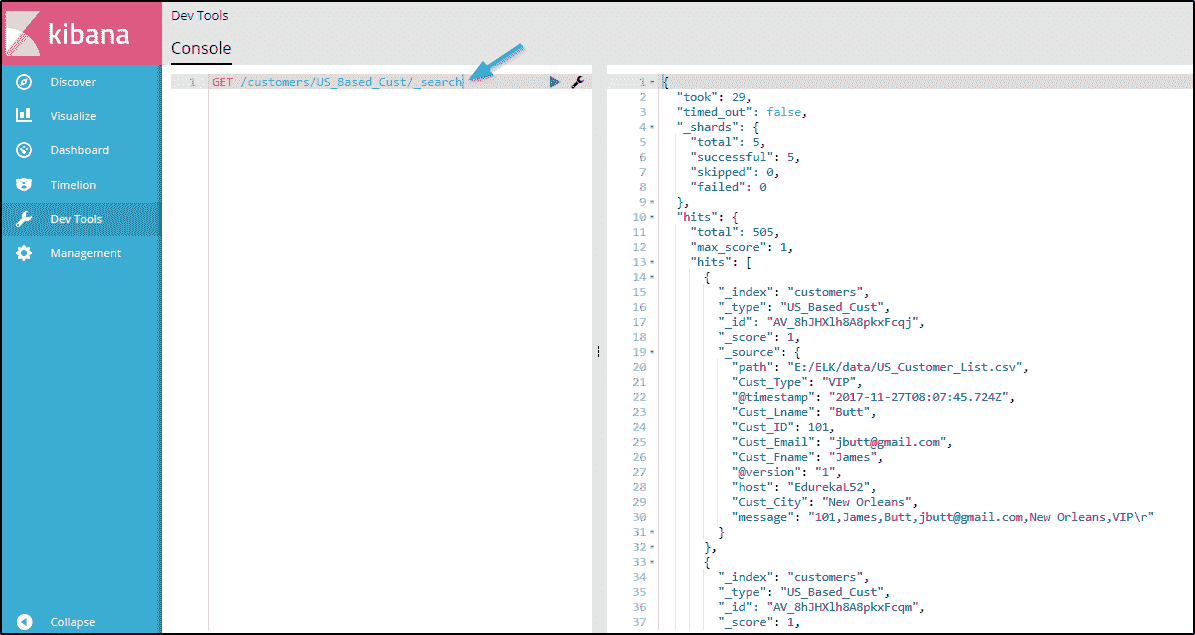 kibana
Discover
Visualize
Dashboard
Timelion
Dev Tools
Management
Collapse
Dev Tools
Console
1 GET /customers/US_Based_Cust/_search
1 {
2 "took": 29,
3 "timed_out": false,
4 "_shards": {
5 "total": 5,
6 "successful": 5,
7 "skipped": 0,
8 "failed": 0
9 },
10 "hits": {
11 "total": 505,
12 "max_score": 1,
13 "hits": [
14 {
15 "_index": "customers",
16 "_type": "US_Based_Cust",
17 "_id": "AV_8hJHXlh8A8pkxFcqj",
18 "_score": 1,
19 "_source": {
20 "path": "E:/ELK/data/US_Customer_List.csv",
21 "Cust_Type": "VIP",
22 "@timestamp": "2017-11-27T08:07:45.724Z",
23 "Cust_Lname": "Butt",
24 "Cust_ID": 101,
25 "Cust_Email": "jbutt@gmail.com",
26 "Cust_Fname": "James",
27 "@version": "1",
28 "host": "EdurekaL52",
29 "Cust_City": "New Orleans",
30 "message": "101,James,Butt,jbutt@gmail.com,New Orleans,VIP\r"
31 }
32 },
33 {
34 "_index": "customers",
35 "_type": "US_Based_Cust",
36 "_id": "AV_8hJHXlh8A8pkxFcqm",
37 "_score": 1,